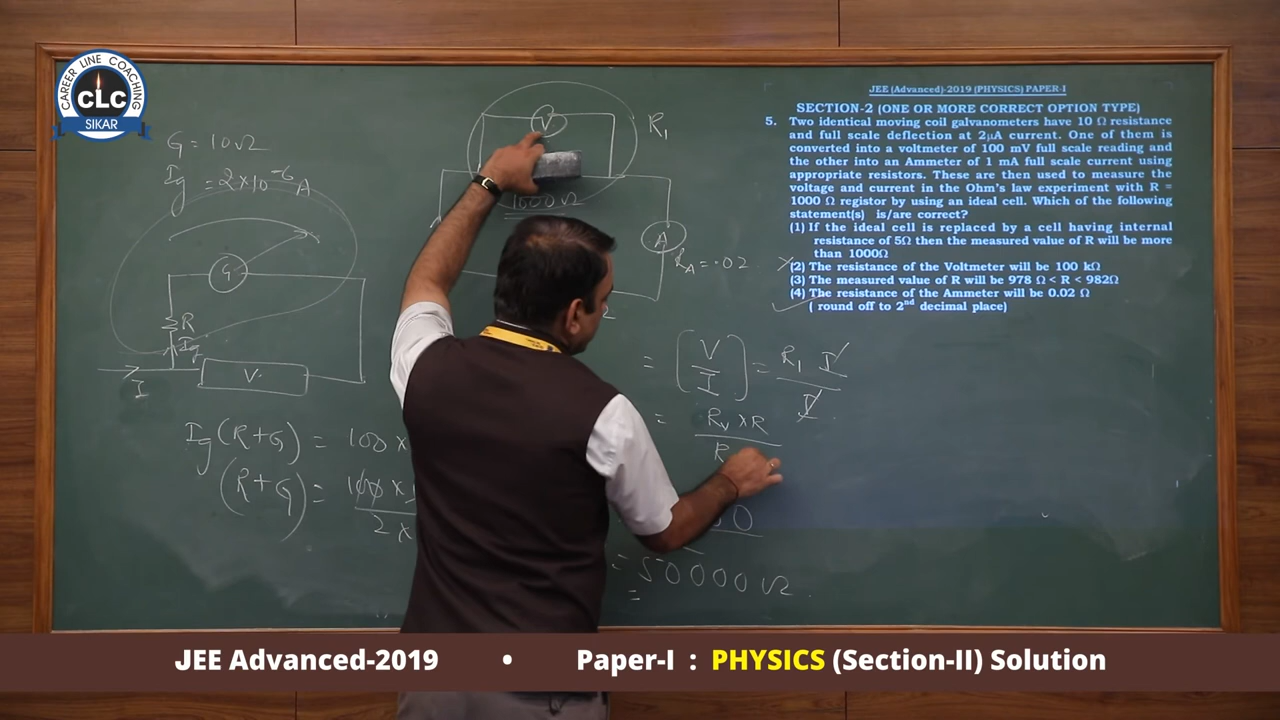 CAREER LINE COACHING
CLC
SIKAR
JEE (Advanced)-2019 (PHYSICS) PAPER-I
SECTION-2 (ONE OR MORE CORRECT OPTION TYPE)
5. Two identical moving coil galvanometers have 10 Ω resistance
and full scale deflection at 2μA current. One of them is
converted into a voltmeter of 100 mV full scale reading and
the other into an Ammeter of 1 mA full scale current using
appropriate resistors. These are then used to measure the
voltage and current in the Ohm's law experiment with R =
1000 Ω registor by using an ideal cell. Which of the following
statement(s) is/are correct?
(1) If the ideal cell is replaced by a cell having internal
resistance of 5Ω then the measured value of R will be more
than 1000Ω
(2) The resistance of the Voltmeter will be 100 kΩ
(3) The measured value of R will be 978 Ω < R < 982Ω
(4) The resistance of the Ammeter will be 0.02 Ω
( round off to 2nd decimal place)
G = 10Ω
Ig = 2×10⁻⁶A
G
R
Ig
I
V
Ig(R+G) = 100 ×
(R+G) = 100 ×
2 ×
V
R₁
1000 Ω
A
RA = .02
= [V/I] = R₁ I / I
= Rv × R
R
= 50000 Ω
=
JEE Advanced-2019 • Paper-I : PHYSICS (Section-II) Solution